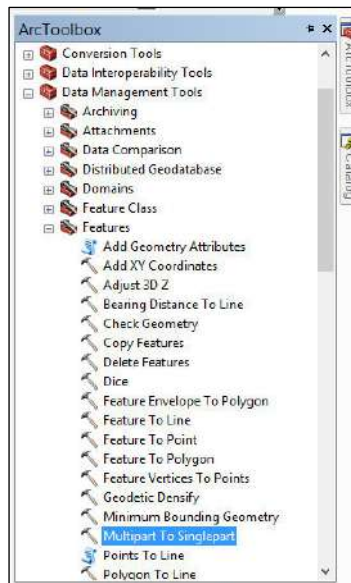 ArcToolbox
Conversion Tools
Data Interoperability Tools
Data Management Tools
Archiving
Attachments
Data Comparison
Distributed Geodatabase
Domains
Feature Class
Features
Add Geometry Attributes
Add XY Coordinates
Adjust 3D Z
Bearing Distance To Line
Check Geometry
Copy Features
Delete Features
Dice
Feature Envelope To Polygon
Feature To Line
Feature To Point
Feature To Polygon
Feature Vertices To Points
Geodetic Densify
Minimum Bounding Geometry
Multipart To Singlepart
Points To Line
Polygon To Line
ArcToolbox
Catalog